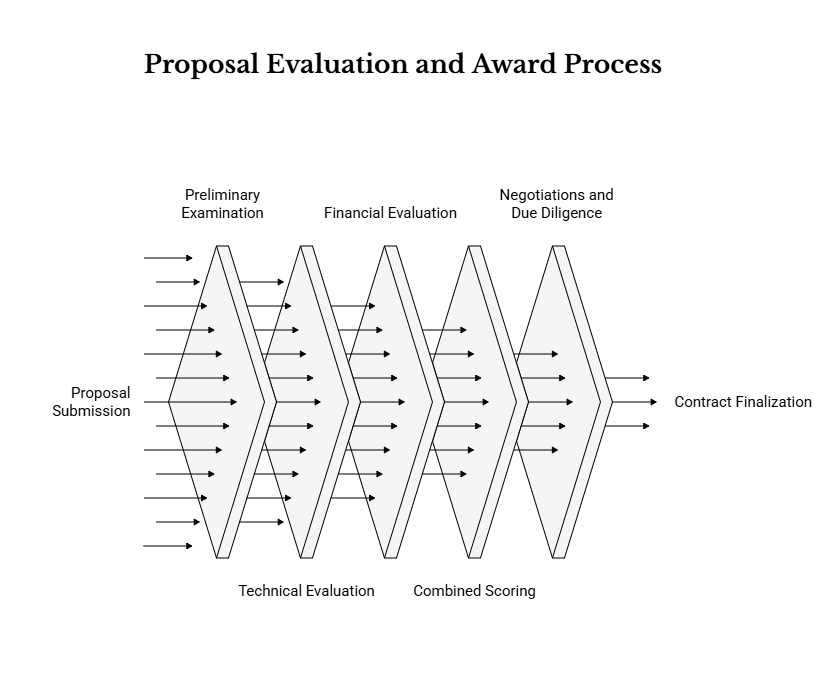 Proposal Evaluation and Award Process
Preliminary
Examination
Financial Evaluation
Negotiations and
Due Diligence
Proposal
Submission
Contract Finalization
Technical Evaluation
Combined Scoring